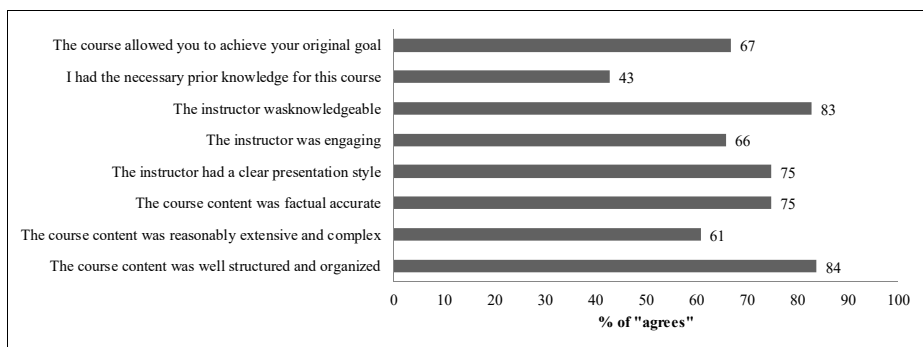 The course allowed you to achieve your original goal 67
I had the necessary prior knowledge for this course 43
The instructor wasknowledgeable 83
The instructor was engaging 66
The instructor had a clear presentation style 75
The course content was factual accurate 75
The course content was reasonably extensive and complex 61
The course content was well structured and organized 84
0 10 20 30 40 50 60 70 80 90 100
% of "agrees"